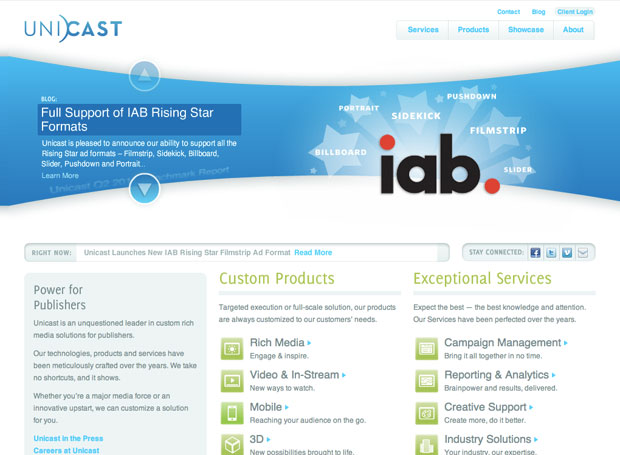 UNICAST
Contact Blog Client Login
Services Products Showcase About
BLOG:
Full Support of IAB Rising Star
Formats
Unicast is pleased to announce our ability to support all the
Rising Star ad formats – Filmstrip, Sidekick, Billboard,
Slider, Pushdown and Portrait...
Learn More
Unicast Q2 20 Benchmark Report
PORTRAIT
PUSHDOWN
SIDEKICK
FILMSTRIP
BILLBOARD
SLIDER
iab.
RIGHT NOW: Unicast Launches New IAB Rising Star Filmstrip Ad Format Read More
STAY CONNECTED:
Power for
Publishers
Unicast is an unquestioned leader in custom rich
media solutions for publishers.
Our technologies, products and services have
been meticulously crafted over the years. We take
no shortcuts, and it shows.
Whether you're a major media force or an
innovative upstart, we can customize a solution
for you.
Unicast in the Press
Careers at Unicast
Custom Products
Targeted execution or full-scale solution, our products
are always customized to our customers' needs.
Rich Media
Engage & inspire.
Video & In-Stream
New ways to watch.
Mobile
Reaching your audience on the go.
3D
New possibilities brought to life.
Exceptional Services
Expect the best — the best knowledge and attention.
Our Services have been perfected over the years.
Campaign Management
Bring it all together in no time.
Reporting & Analytics
Brainpower and results, delivered.
Creative Support
Create more, do it better.
Industry Solutions
Your industry, our expertise.